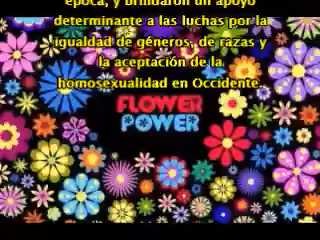 época, y brindaron un apoyo
determinante a las luchas por la
igualdad de géneros, de razas y
la aceptación de la
homosexualidad en Occidente.
FLOWER
POWER